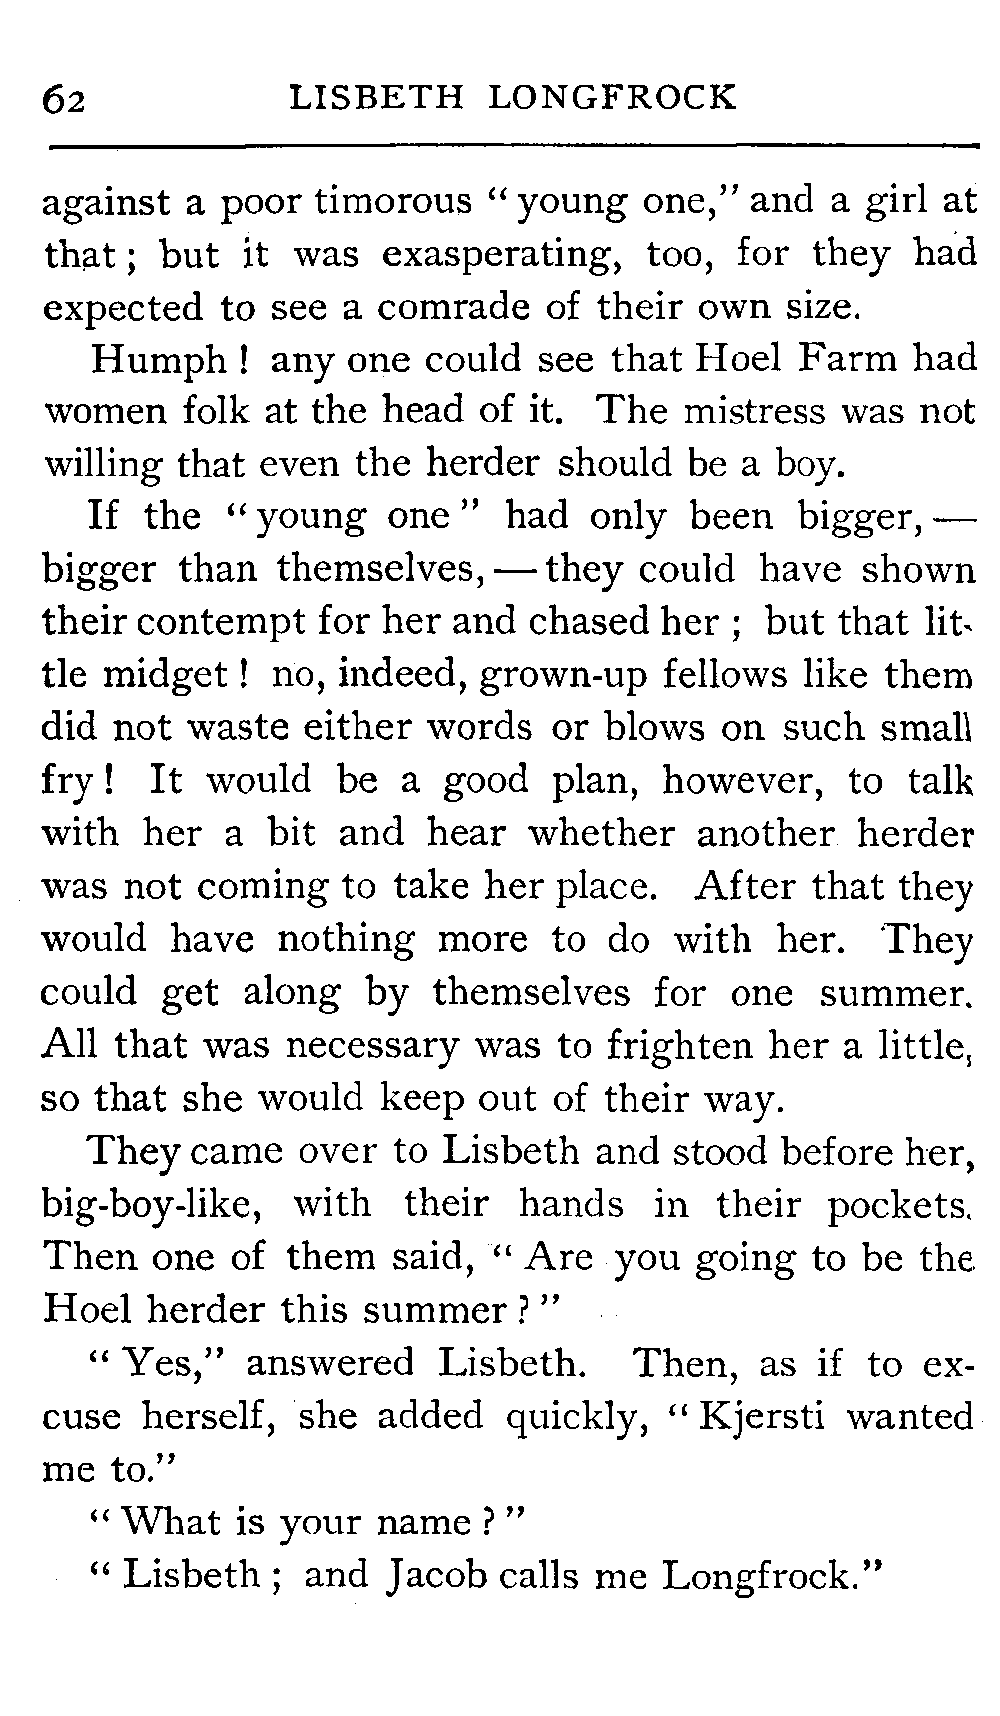 62 LISBETH LONGFROCK
against a poor timorous “young one,” and a girl at
that; but it was exasperating, too, for they had
expected to see a comrade of their own size.
Humph! any one could see that Hoel Farm had
women folk at the head of it. The mistress was not
willing that even the herder should be a boy.
If the “young one” had only been bigger,—
bigger than themselves,—they could have shown
their contempt for her and chased her; but that lit-
tle midget! no, indeed, grown-up fellows like them
did not waste either words or blows on such small
fry! It would be a good plan, however, to talk
with her a bit and hear whether another herder
was not coming to take her place. After that they
would have nothing more to do with her. They
could get along by themselves for one summer.
All that was necessary was to frighten her a little,
so that she would keep out of their way.
They came over to Lisbeth and stood before her,
big-boy-like, with their hands in their pockets.
Then one of them said, “Are you going to be the
Hoel herder this summer?”
“Yes,” answered Lisbeth. Then, as if to ex-
cuse herself, she added quickly, “Kjersti wanted
me to.”
“What is your name?”
“Lisbeth; and Jacob calls me Longfrock.”